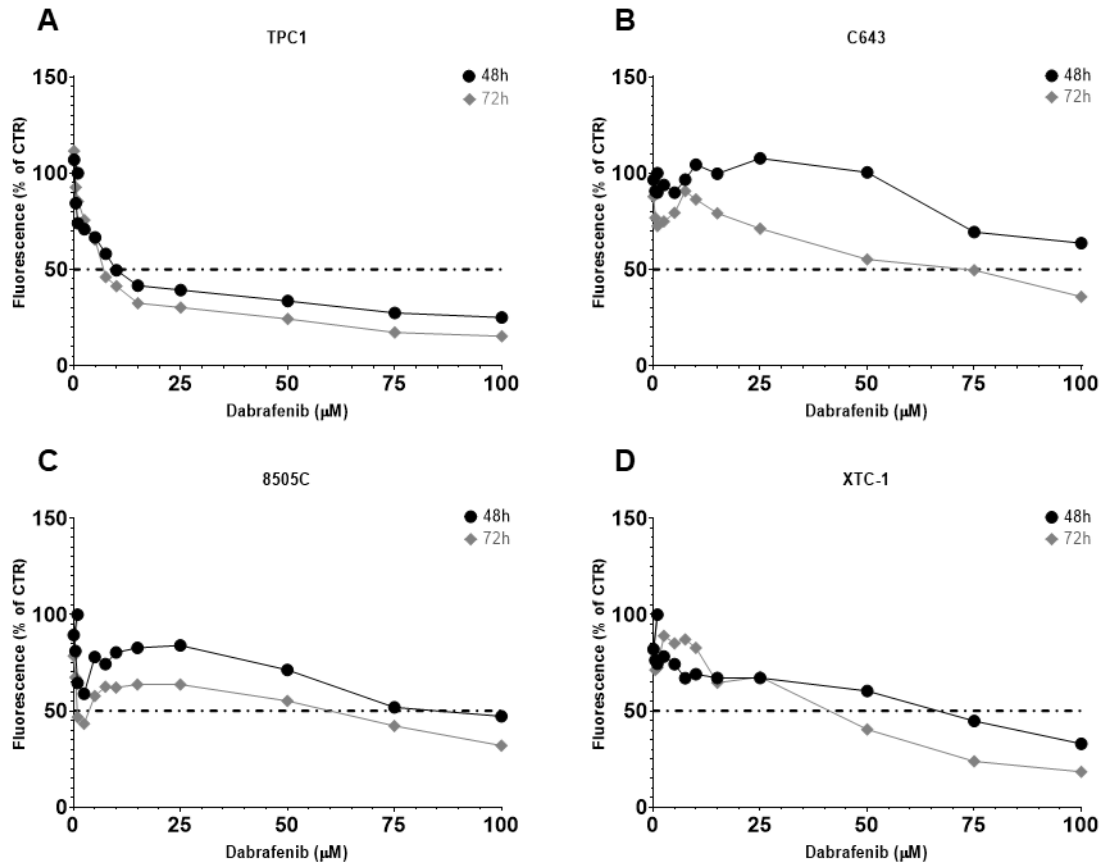 A
TPC1
150
100
50
0
Fluorescence (% of CTR)
48h
72h
0 25 50 75 100
Dabrafenib (μM)
B
C643
150
100
50
0
Fluorescence (% of CTR)
48h
72h
0 25 50 75 100
Dabrafenib (μM)
C
8505C
150
100
50
0
Fluorescence (% of CTR)
48h
72h
0 25 50 75 100
Dabrafenib (μM)
D
XTC-1
150
100
50
0
Fluorescence (% of CTR)
48h
72h
0 25 50 75 100
Dabrafenib (μM)